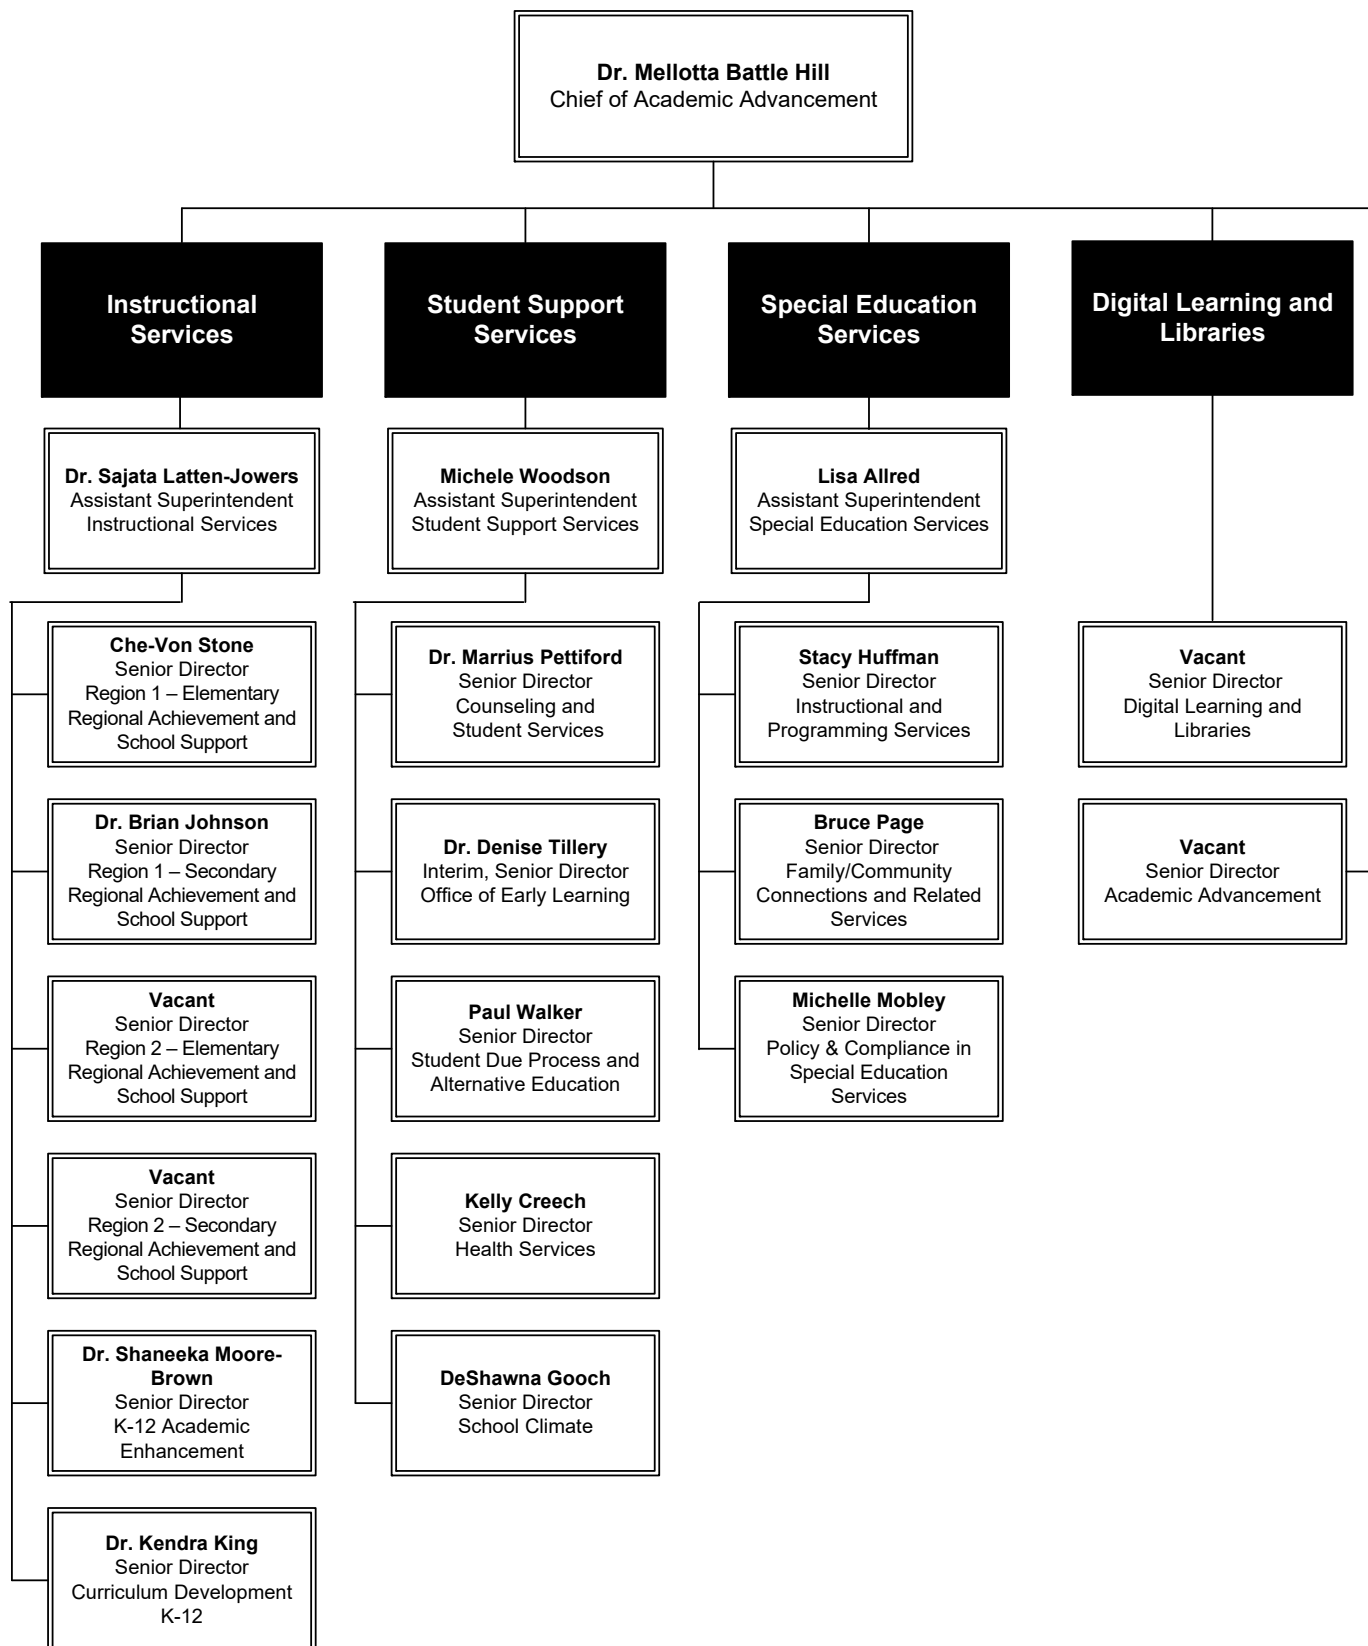 Dr. Mellotta Battle Hill
Chief of Academic Advancement
Instructional
Services
Student Support
Services
Special Education
Services
Digital Learning and
Libraries
Dr. Sajata Latten-Jowers
Assistant Superintendent
Instructional Services
Michele Woodson
Assistant Superintendent
Student Support Services
Lisa Allred
Assistant Superintendent
Special Education Services
Che-Von Stone
Senior Director
Region 1 – Elementary
Regional Achievement and
School Support
Dr. Marrius Pettiford
Senior Director
Counseling and
Student Services
Stacy Huffman
Senior Director
Instructional and
Programming Services
Vacant
Senior Director
Digital Learning and
Libraries
Dr. Brian Johnson
Senior Director
Region 1 – Secondary
Regional Achievement and
School Support
Dr. Denise Tillery
Interim, Senior Director
Office of Early Learning
Bruce Page
Senior Director
Family/Community
Connections and Related
Services
Vacant
Senior Director
Academic Advancement
Vacant
Senior Director
Region 2 – Elementary
Regional Achievement and
School Support
Paul Walker
Senior Director
Student Due Process and
Alternative Education
Michelle Mobley
Senior Director
Policy & Compliance in
Special Education
Services
Vacant
Senior Director
Region 2 – Secondary
Regional Achievement and
School Support
Kelly Creech
Senior Director
Health Services
Dr. Shaneeka Moore-
Brown
Senior Director
K-12 Academic
Enhancement
DeShawna Gooch
Senior Director
School Climate
Dr. Kendra King
Senior Director
Curriculum Development
K-12